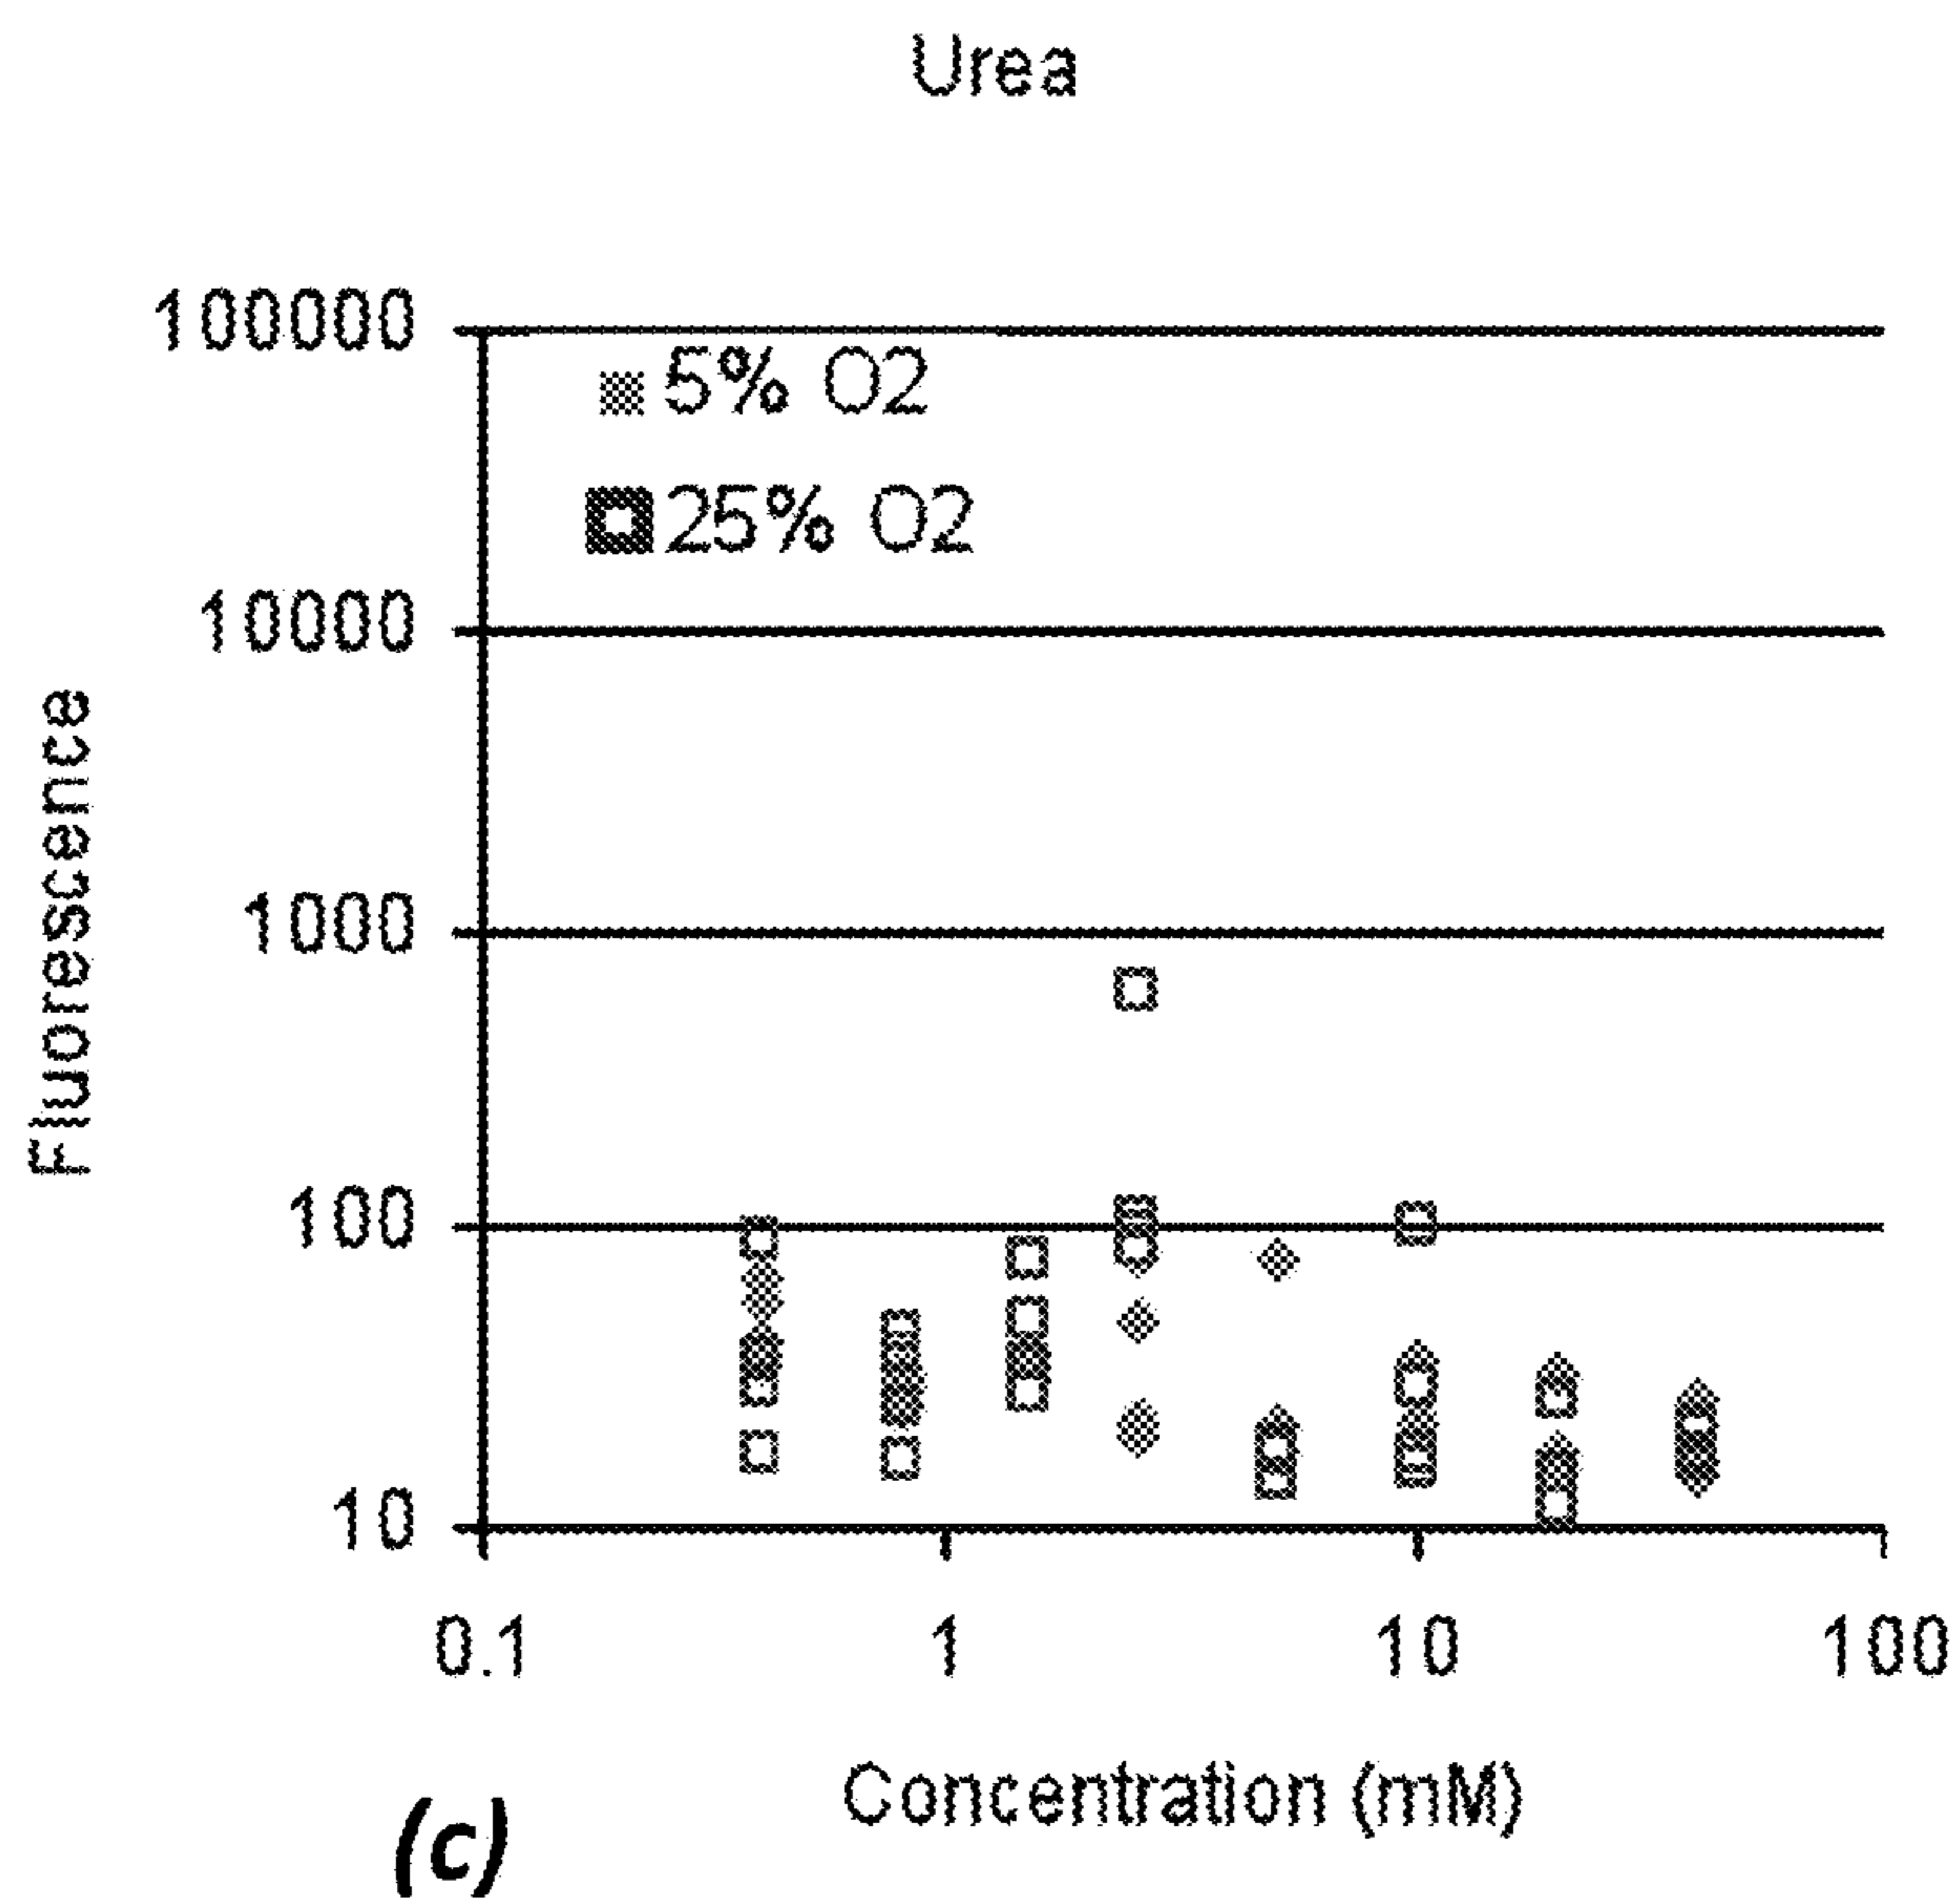 Urea
100000
5% O2
25% O2
10000
1000
100
10
Fluorescence
0.1 1 10 100
Concentration (mM)
(c)